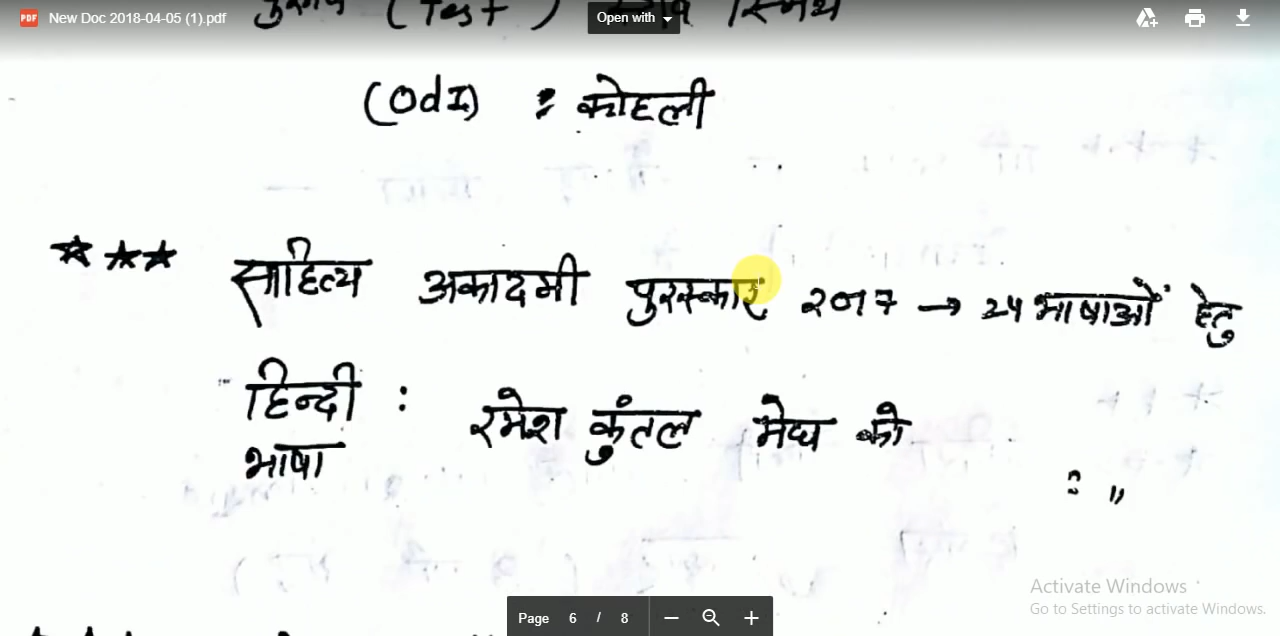 New Doc 2018-04-05 (1).pdf
Open with
(Test) स्मिथ
(OdI) : कोहली
*** साहित्य अकादमी पुरस्कार 2017 → 24 भाषाओं हेतु
हिन्दी : रमेश कुंतल मेघ को
भाषा
: "
Activate Windows
Go to Settings to activate Windows.
Page 6 / 8